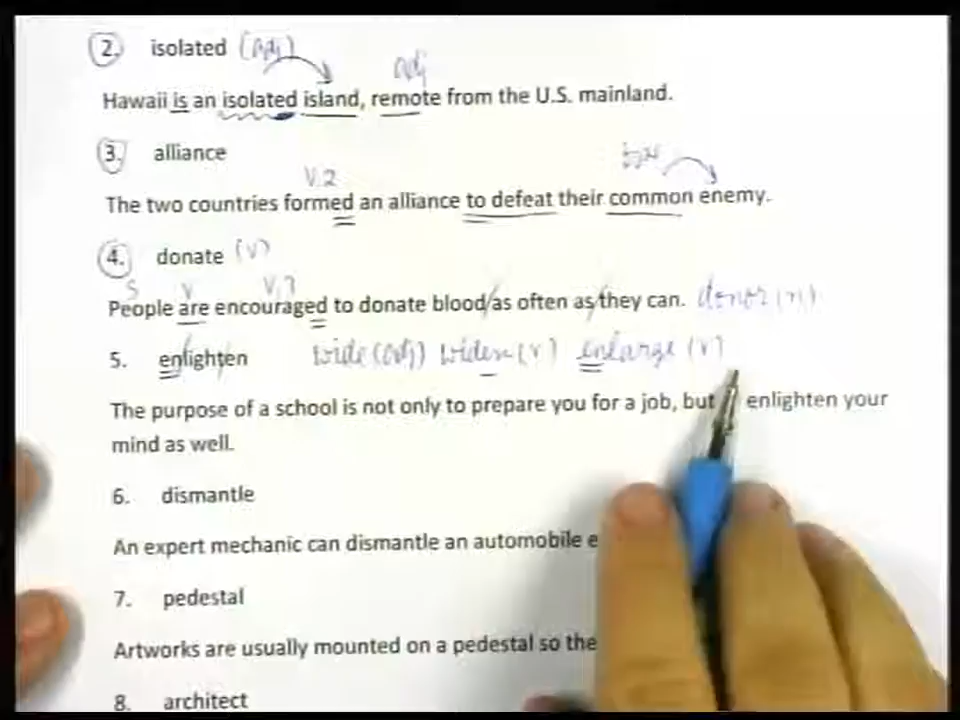 2. isolated (adj)
adj
Hawaii is an isolated island, remote from the U.S. mainland.
3. alliance
V.2
The two countries formed an alliance to defeat their common enemy.
4. donate (v)
S V V.3
People are encouraged to donate blood/as often as/they can. donor (n)
5. enlighten wide (adj) widen (v) enlarge (v)
The purpose of a school is not only to prepare you for a job, but enlighten your
mind as well.
6. dismantle
An expert mechanic can dismantle an automobile e
7. pedestal
Artworks are usually mounted on a pedestal so the
8. architect